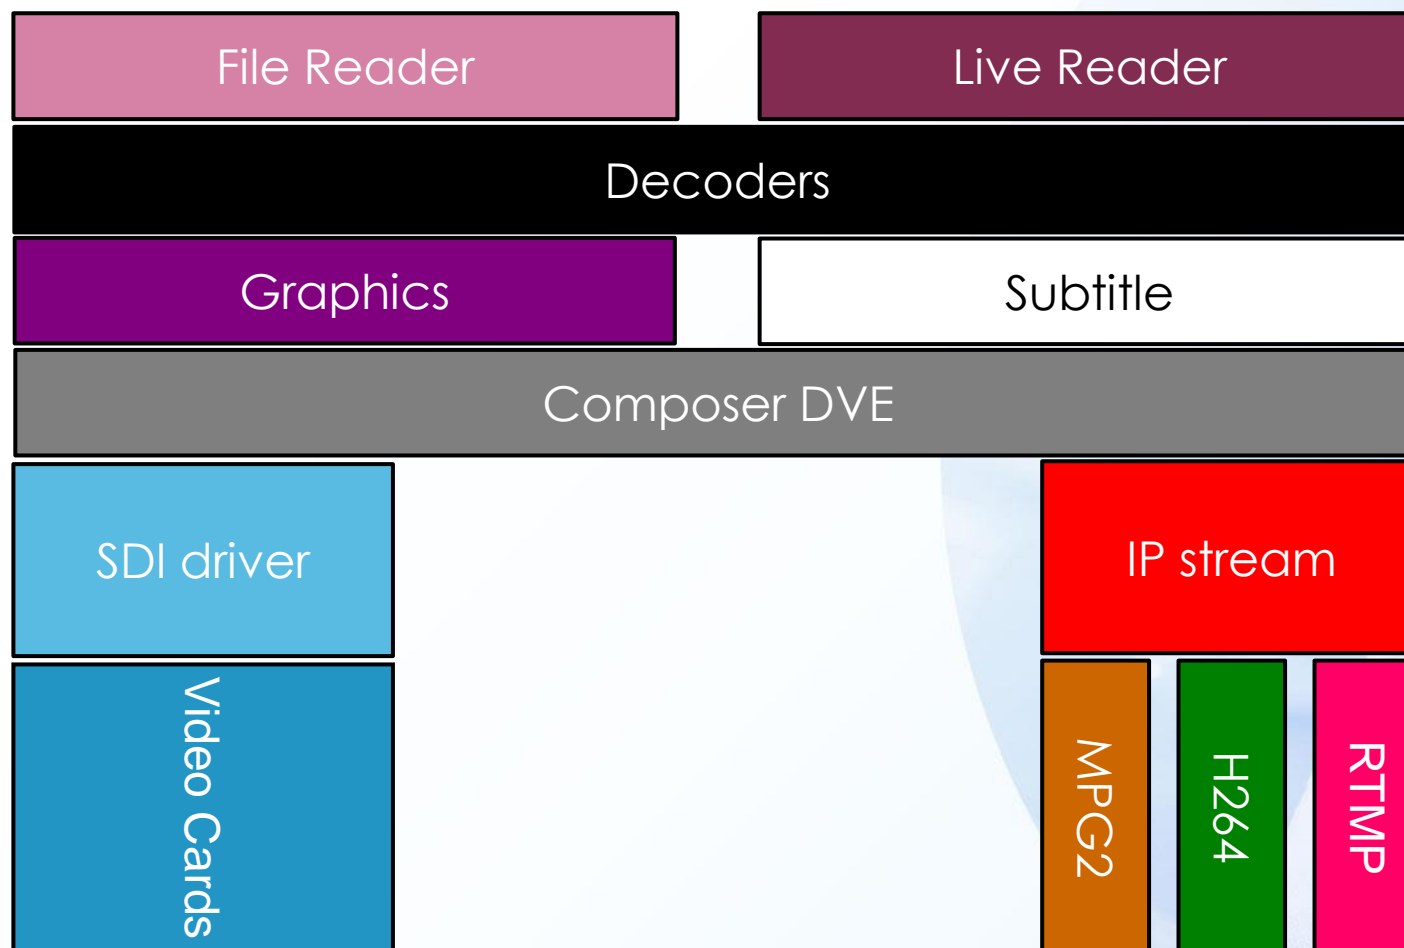 File Reader
Live Reader
Decoders
Graphics
Subtitle
Composer DVE
SDI driver
IP stream
Video Cards
MPG2
H264
RTMP